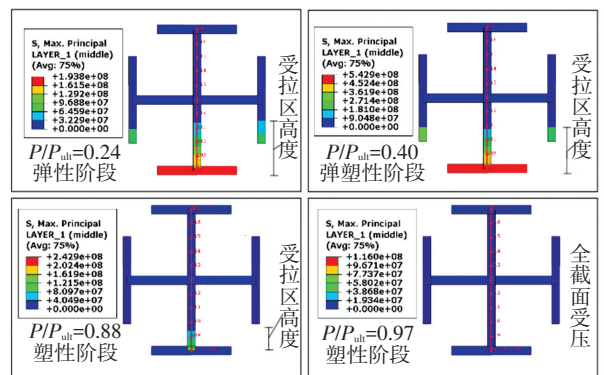 S, Max. Principal
LAYER_1 (middle)
(Avg: 75%)
+1.938e+08
+1.615e+08
+1.292e+08
+9.688e+07
+6.459e+07
+3.229e+07
+0.000e+00
P/Pult=0.24
弹性阶段
受拉区高度
S, Max. Principal
LAYER_1 (middle)
(Avg: 75%)
+5.429e+08
+4.524e+08
+3.619e+08
+2.714e+08
+1.810e+08
+9.048e+07
+0.000e+00
P/Pult=0.40
弹塑性阶段
受拉区高度
S, Max. Principal
LAYER_1 (middle)
(Avg: 75%)
+2.429e+08
+2.024e+08
+1.619e+08
+1.215e+08
+8.097e+07
+4.049e+07
+0.000e+00
P/Pult=0.88
塑性阶段
受拉区高度
S, Max. Principal
LAYER_1 (middle)
(Avg: 75%)
+1.160e+08
+9.671e+07
+7.737e+07
+5.802e+07
+3.868e+07
+1.934e+07
+0.000e+00
P/Pult=0.97
塑性阶段
全截面受压